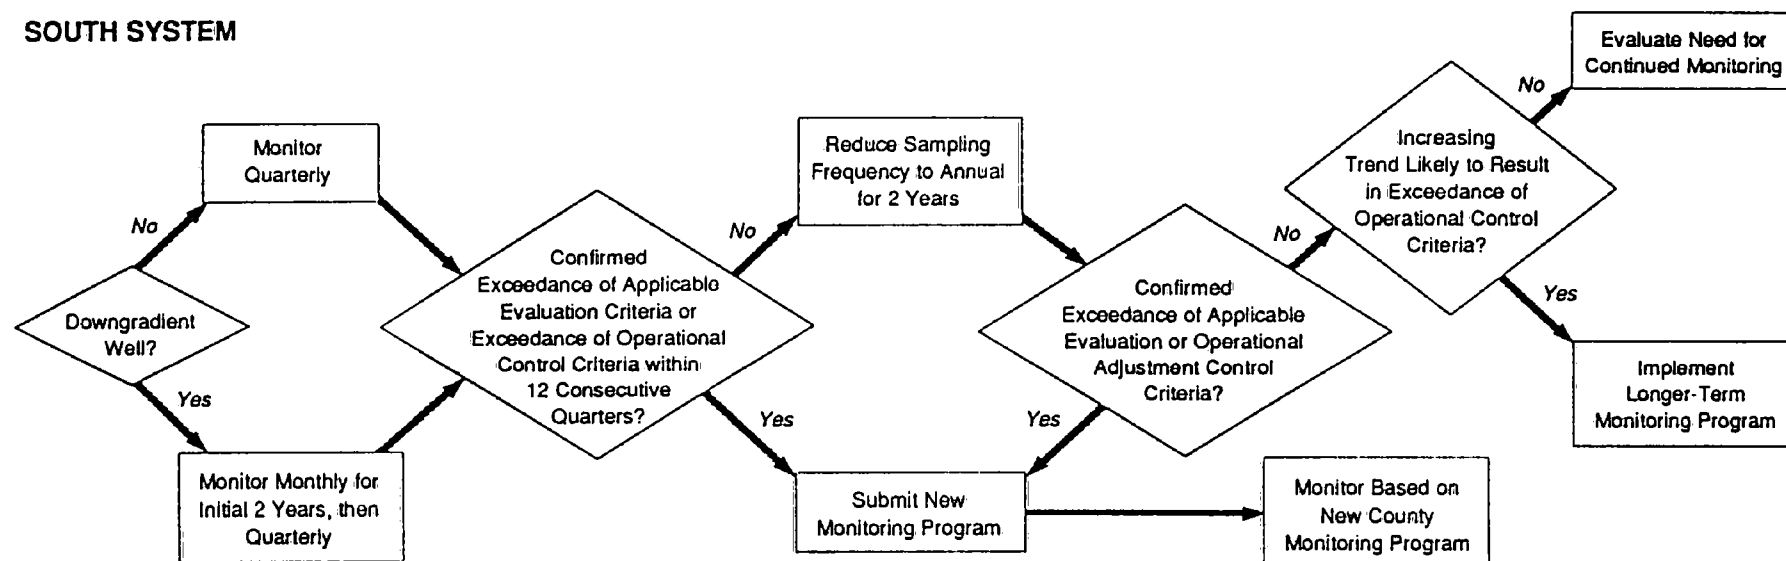 SOUTH SYSTEM
Downgradient
Well?
No
Yes
Monitor
Quarterly
Monitor Monthly for
Initial 2 Years, then
Quarterly
Confirmed
Exceedance of Applicable
Evaluation Criteria or
Exceedance of Operational
Control Criteria within
12 Consecutive
Quarters?
No
Yes
Reduce Sampling
Frequency to Annual
for 2 Years
Submit New
Monitoring Program
Confirmed
Exceedance of Applicable
Evaluation or Operational
Adjustment Control
Criteria?
No
Yes
Monitor Based on
New County
Monitoring Program
Increasing
Trend Likely to Result
in Exceedance of
Operational Control
Criteria?
No
Yes
Evaluate Need for
Continued Monitoring
Implement
Longer-Term
Monitoring Program